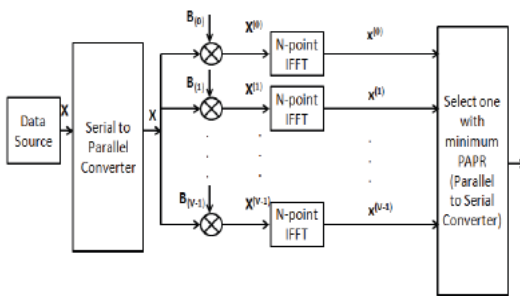 B(0)
X(0)
N-point
IFFT
x(0)
B(1)
X(1)
N-point
IFFT
x(1)
Data
Source
X
Serial to
Parallel
Converter
X
B(V-1)
X(V-1)
N-point
IFFT
x(V-1)
Select one
with
minimum
PAPR
(Parallel
to Serial
Converter)